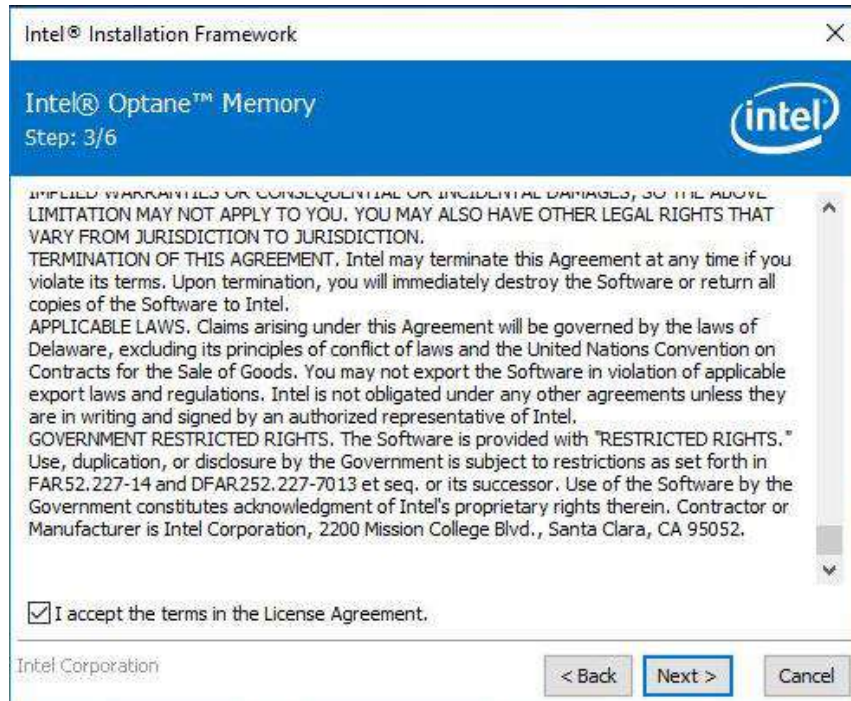 Intel® Installation Framework
Intel® Optane™ Memory
Step: 3/6
intel
IMPLIED WARRANTIES OR CONSEQUENTIAL OR INCIDENTAL DAMAGES, SO THE ABOVE
LIMITATION MAY NOT APPLY TO YOU. YOU MAY ALSO HAVE OTHER LEGAL RIGHTS THAT
VARY FROM JURISDICTION TO JURISDICTION.
TERMINATION OF THIS AGREEMENT. Intel may terminate this Agreement at any time if you
violate its terms. Upon termination, you will immediately destroy the Software or return all
copies of the Software to Intel.
APPLICABLE LAWS. Claims arising under this Agreement will be governed by the laws of
Delaware, excluding its principles of conflict of laws and the United Nations Convention on
Contracts for the Sale of Goods. You may not export the Software in violation of applicable
export laws and regulations. Intel is not obligated under any other agreements unless they
are in writing and signed by an authorized representative of Intel.
GOVERNMENT RESTRICTED RIGHTS. The Software is provided with "RESTRICTED RIGHTS."
Use, duplication, or disclosure by the Government is subject to restrictions as set forth in
FAR52.227-14 and DFAR252.227-7013 et seq. or its successor. Use of the Software by the
Government constitutes acknowledgment of Intel's proprietary rights therein. Contractor or
Manufacturer is Intel Corporation, 2200 Mission College Blvd., Santa Clara, CA 95052.
I accept the terms in the License Agreement.
Intel Corporation
< Back
Next >
Cancel